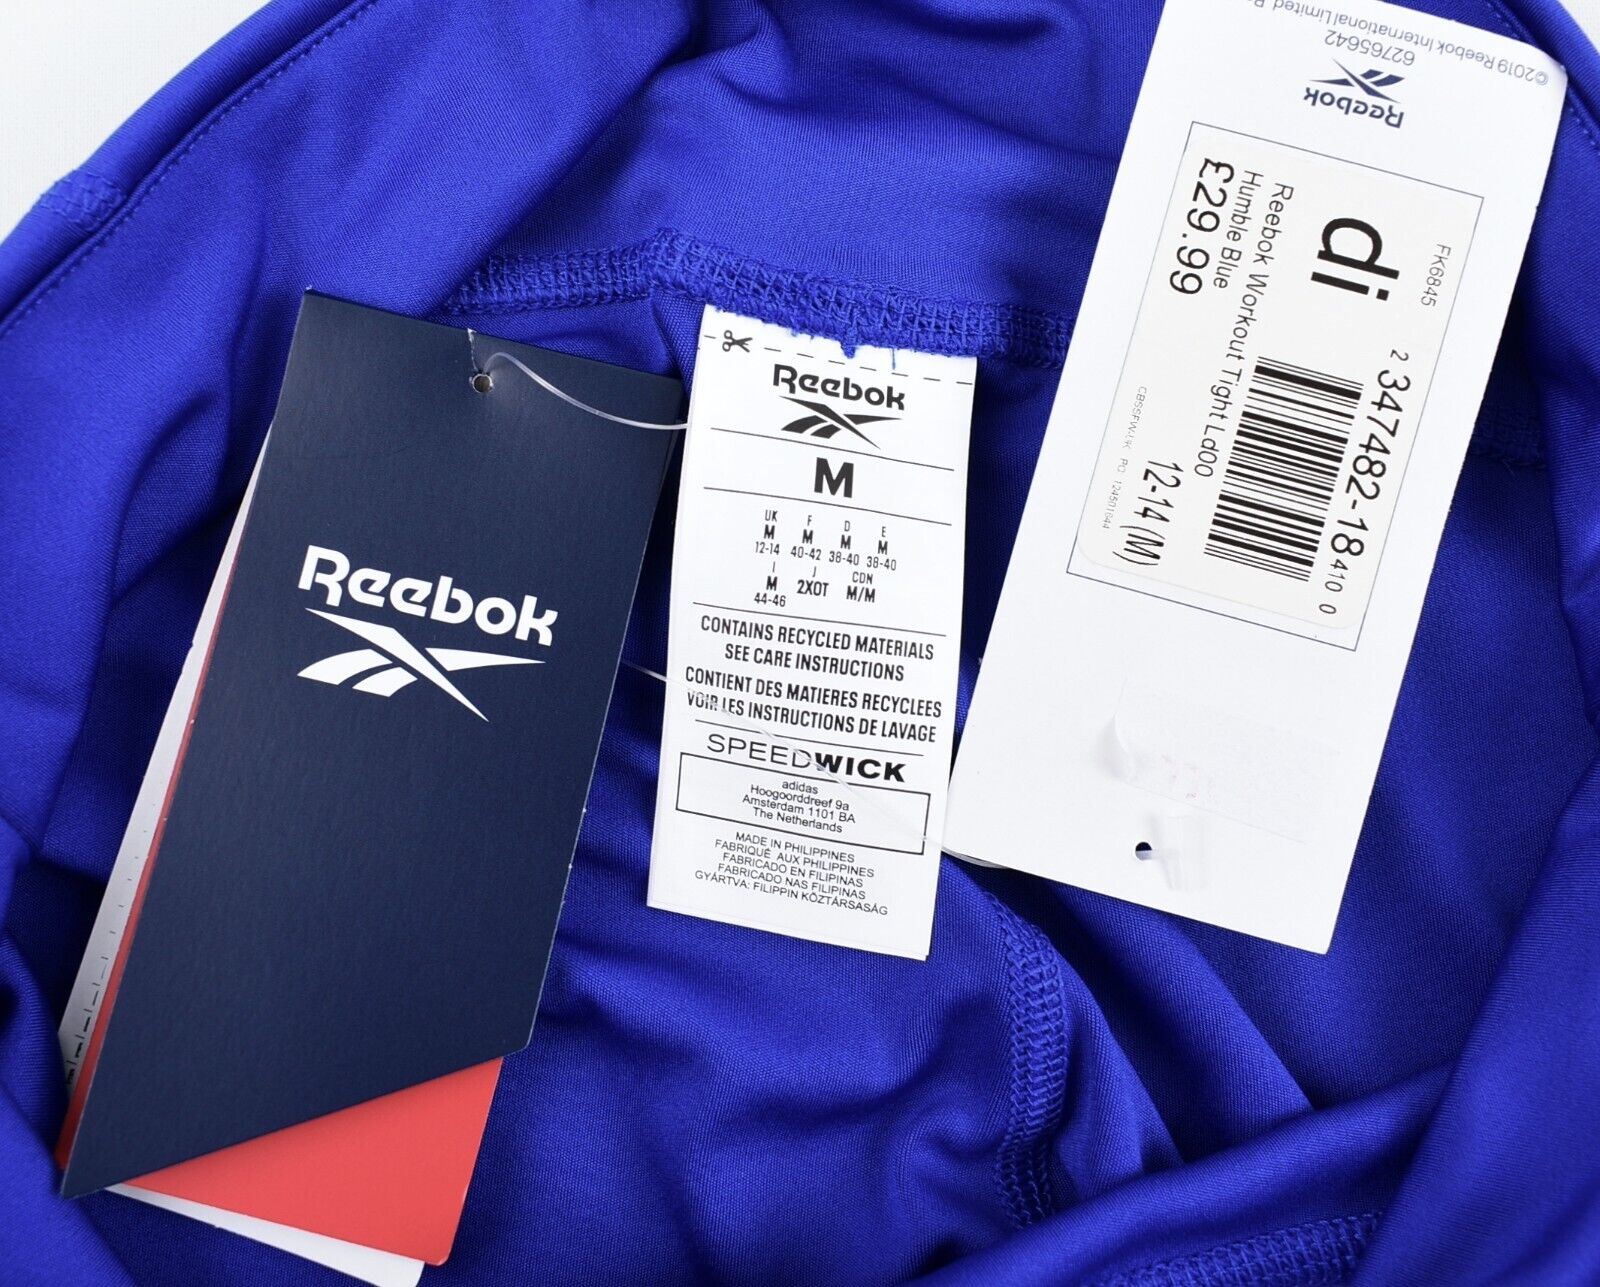 Reebok
Reebok
M
UK F D E
M M M M
12-14 40-42 38-40 38-40
I J CDN
M 2XOT M/M
44-46
CONTAINS RECYCLED MATERIALS
SEE CARE INSTRUCTIONS
CONTIENT DES MATIERES RECYCLEES
VOIR LES INSTRUCTIONS DE LAVAGE
SPEEDWICK
adidas
Hoogoorddreef 9a
Amsterdam 1101 BA
The Netherlands
MADE IN PHILIPPINES
FABRIQUÉ AUX PHILIPPINES
FABRICADO EN FILIPINAS
FABRICADO NAS FILIPINAS
GYÁRTVA: FILIPPIN KÖZTÁRSASÁG
©2019 Reebok International Limited.
62765642
Reebok
FK6845
di
2 347482-18 410 0
Reebok Workout Tight Ld00
Humble Blue
£29.99
12-14 (M)